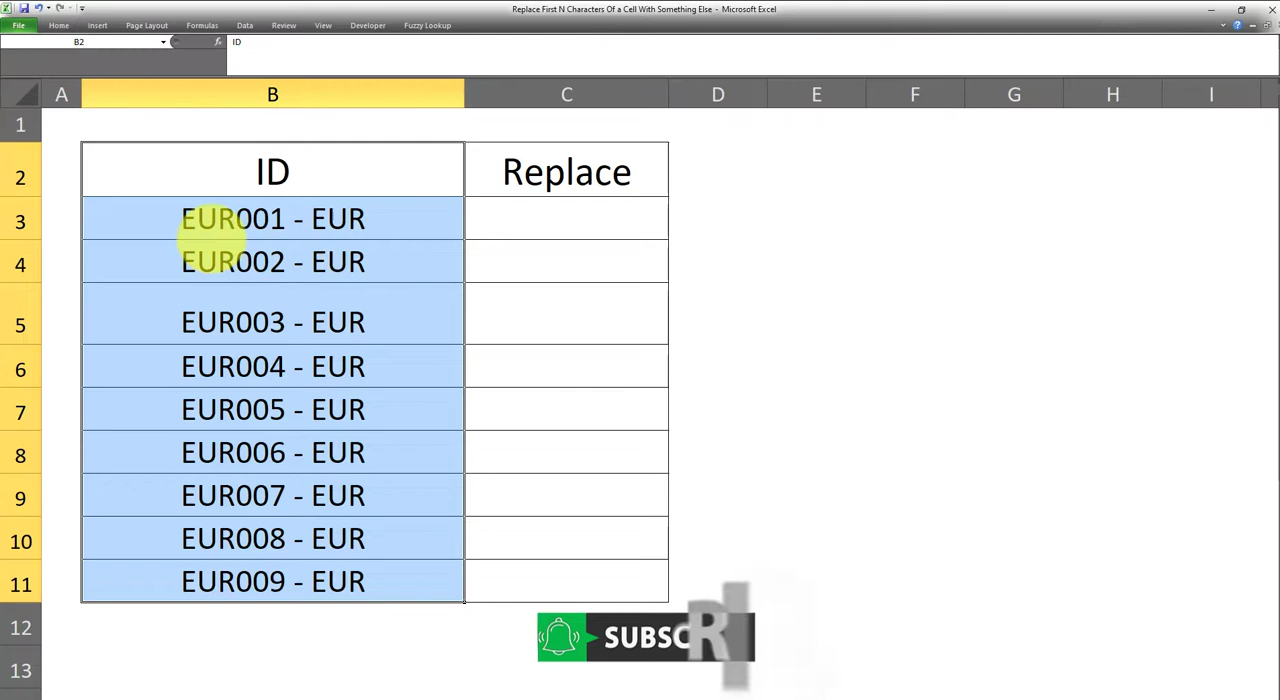 Replace First N Characters Of a Cell With Something Else - Microsoft Excel
File Home Insert Page Layout Formulas Data Review View Developer Fuzzy Lookup
B2 fx ID
A B C D E F G H I
1
2 ID Replace
3 EUR001 - EUR
4 EUR002 - EUR
5 EUR003 - EUR
6 EUR004 - EUR
7 EUR005 - EUR
8 EUR006 - EUR
9 EUR007 - EUR
10 EUR008 - EUR
11 EUR009 - EUR
12 SUBSCR
13